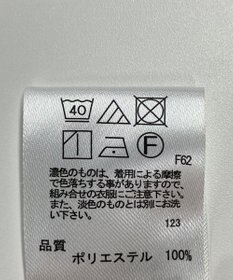 40
F
F62
濃色のものは、着用による摩擦
で色落ちする事がありますので、
組み合せの衣服にご注意下さい。
また、淡色のものとは別にお洗
い下さい。
123
品質
ポリエステル 100%